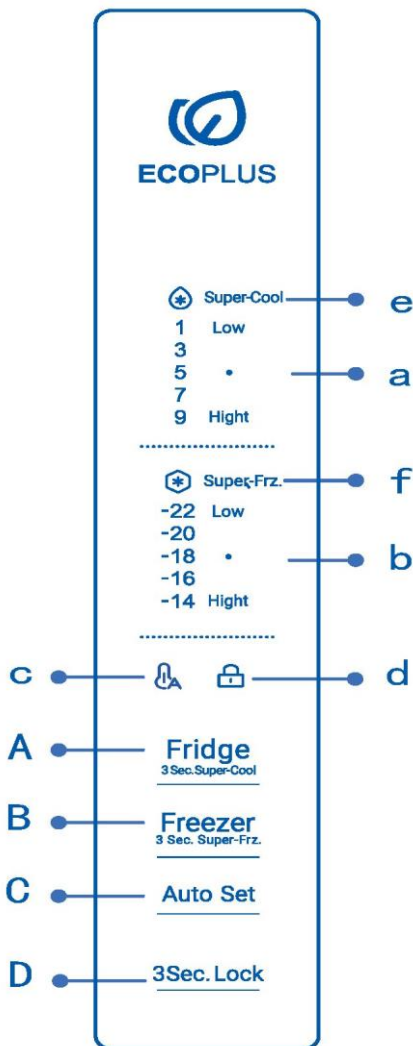 ECOPLUS
Super-Cool e
1 Low
3
5 a
7
9 Hight
Super-Frz. f
-22 Low
-20
-18 b
-16
-14 Hight
c d
A Fridge
3 Sec. Super-Cool
B Freezer
3 Sec. Super-Frz.
C Auto Set
D 3Sec. Lock